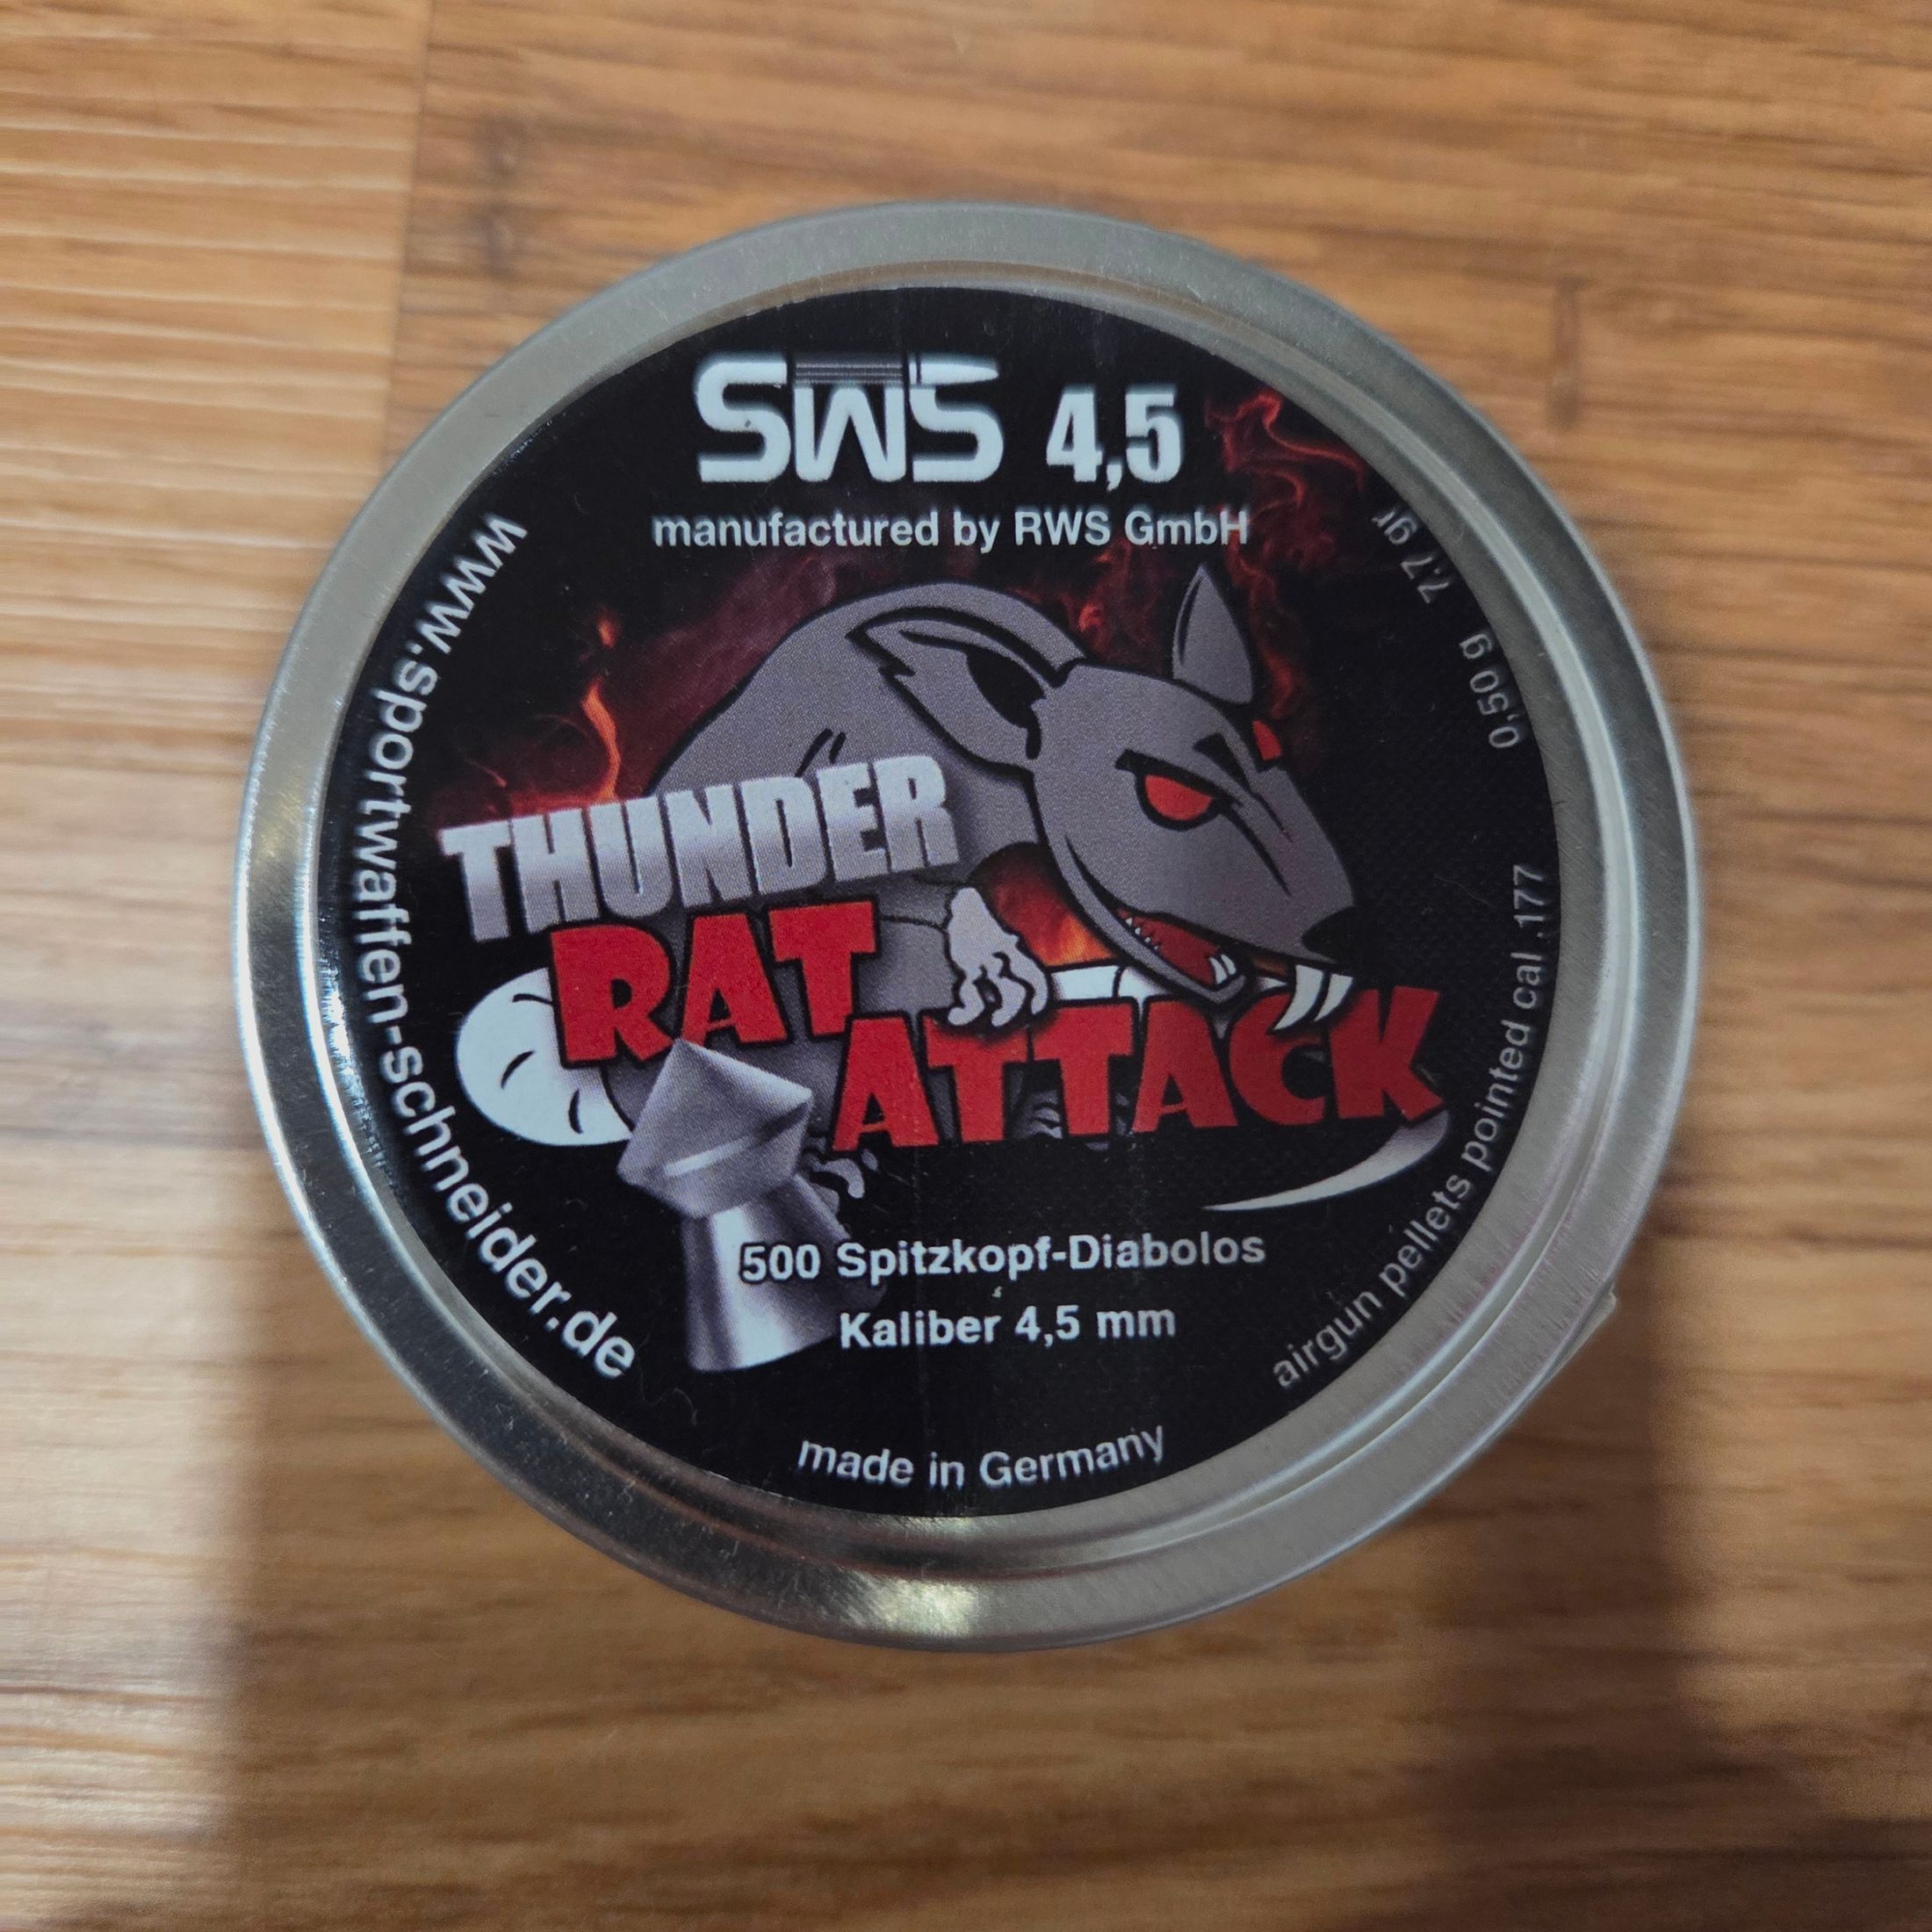 SWS 4,5
manufactured by RWS GmbH
www.sportwaffen-schneider.de
THUNDER
RAT
ATTACK
500 Spitzkopf-Diabolos
Kaliber 4,5 mm
made in Germany
airgun pellets pointed cal .177
0,50 g 7.7 gr